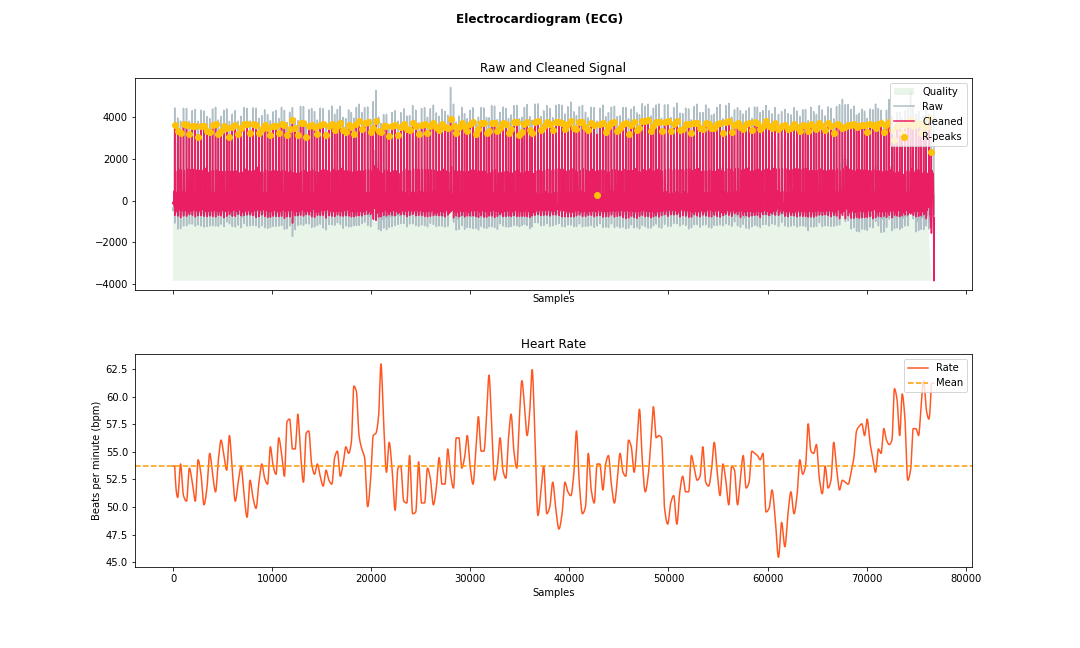 Electrocardiogram (ECG)
Raw and Cleaned Signal
Quality
Raw
Cleaned
R-peaks
4000
2000
0
−2000
−4000
Samples
Heart Rate
Rate
Mean
Beats per minute (bpm)
62.5
60.0
57.5
55.0
52.5
50.0
47.5
45.0
0 10000 20000 30000 40000 50000 60000 70000 80000
Samples